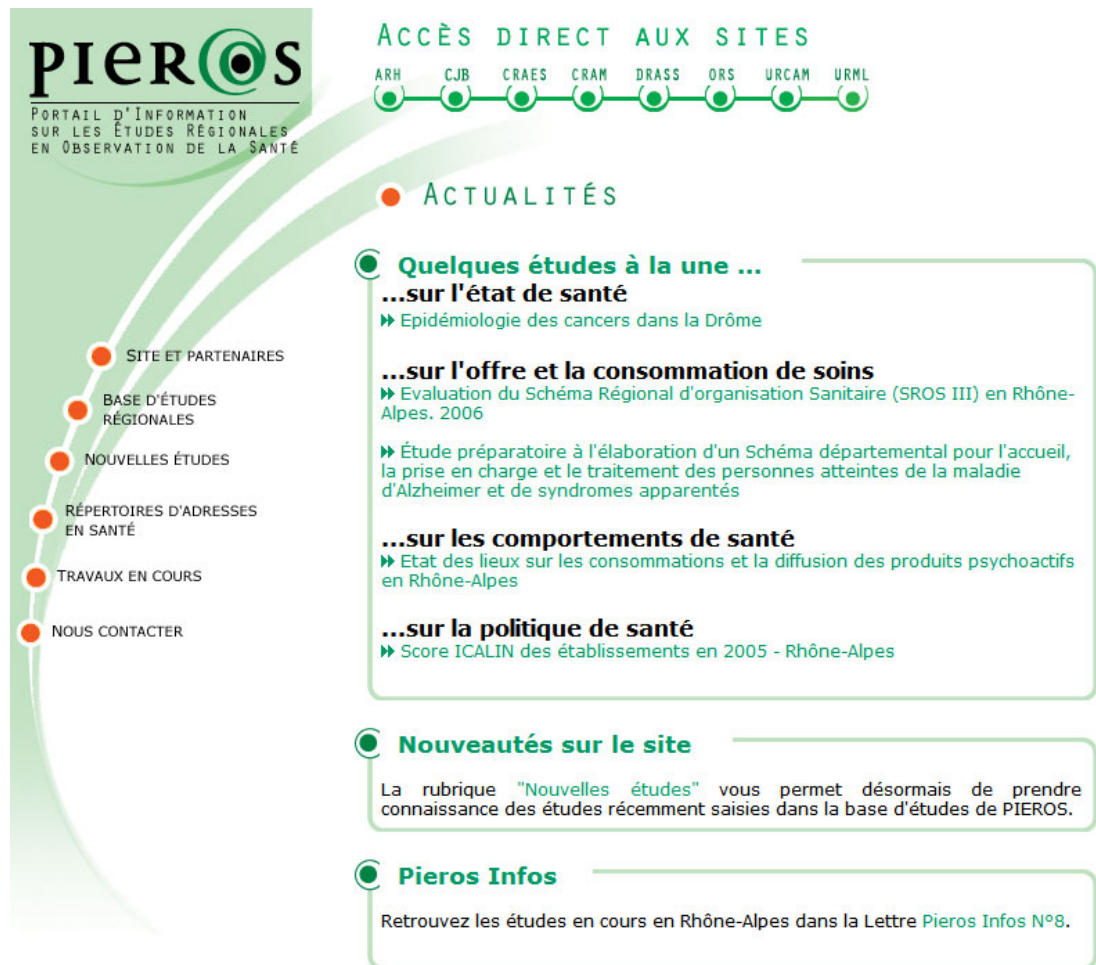 PIEROS
PORTAIL D'INFORMATION
SUR LES ÉTUDES RÉGIONALES
EN OBSERVATION DE LA SANTÉ
ACCÈS DIRECT AUX SITES
ARH CJB CRAES CRAM DRASS ORS URCAM URML
ACTUALITÉS
SITE ET PARTENAIRES
BASE D'ÉTUDES
RÉGIONALES
NOUVELLES ÉTUDES
RÉPERTOIRES D'ADRESSES
EN SANTÉ
TRAVAUX EN COURS
NOUS CONTACTER
Quelques études à la une ...
...sur l'état de santé
Epidémiologie des cancers dans la Drôme
...sur l'offre et la consommation de soins
Evaluation du Schéma Régional d'organisation Sanitaire (SROS III) en Rhône-
Alpes. 2006
Étude préparatoire à l'élaboration d'un Schéma départemental pour l'accueil,
la prise en charge et le traitement des personnes atteintes de la maladie
d'Alzheimer et de syndromes apparentés
...sur les comportements de santé
Etat des lieux sur les consommations et la diffusion des produits psychoactifs
en Rhône-Alpes
...sur la politique de santé
Score ICALIN des établissements en 2005 - Rhône-Alpes
Nouveautés sur le site
La rubrique "Nouvelles études" vous permet désormais de prendre
connaissance des études récemment saisies dans la base d'études de PIEROS.
Pieros Infos
Retrouvez les études en cours en Rhône-Alpes dans la Lettre Pieros Infos N°8.